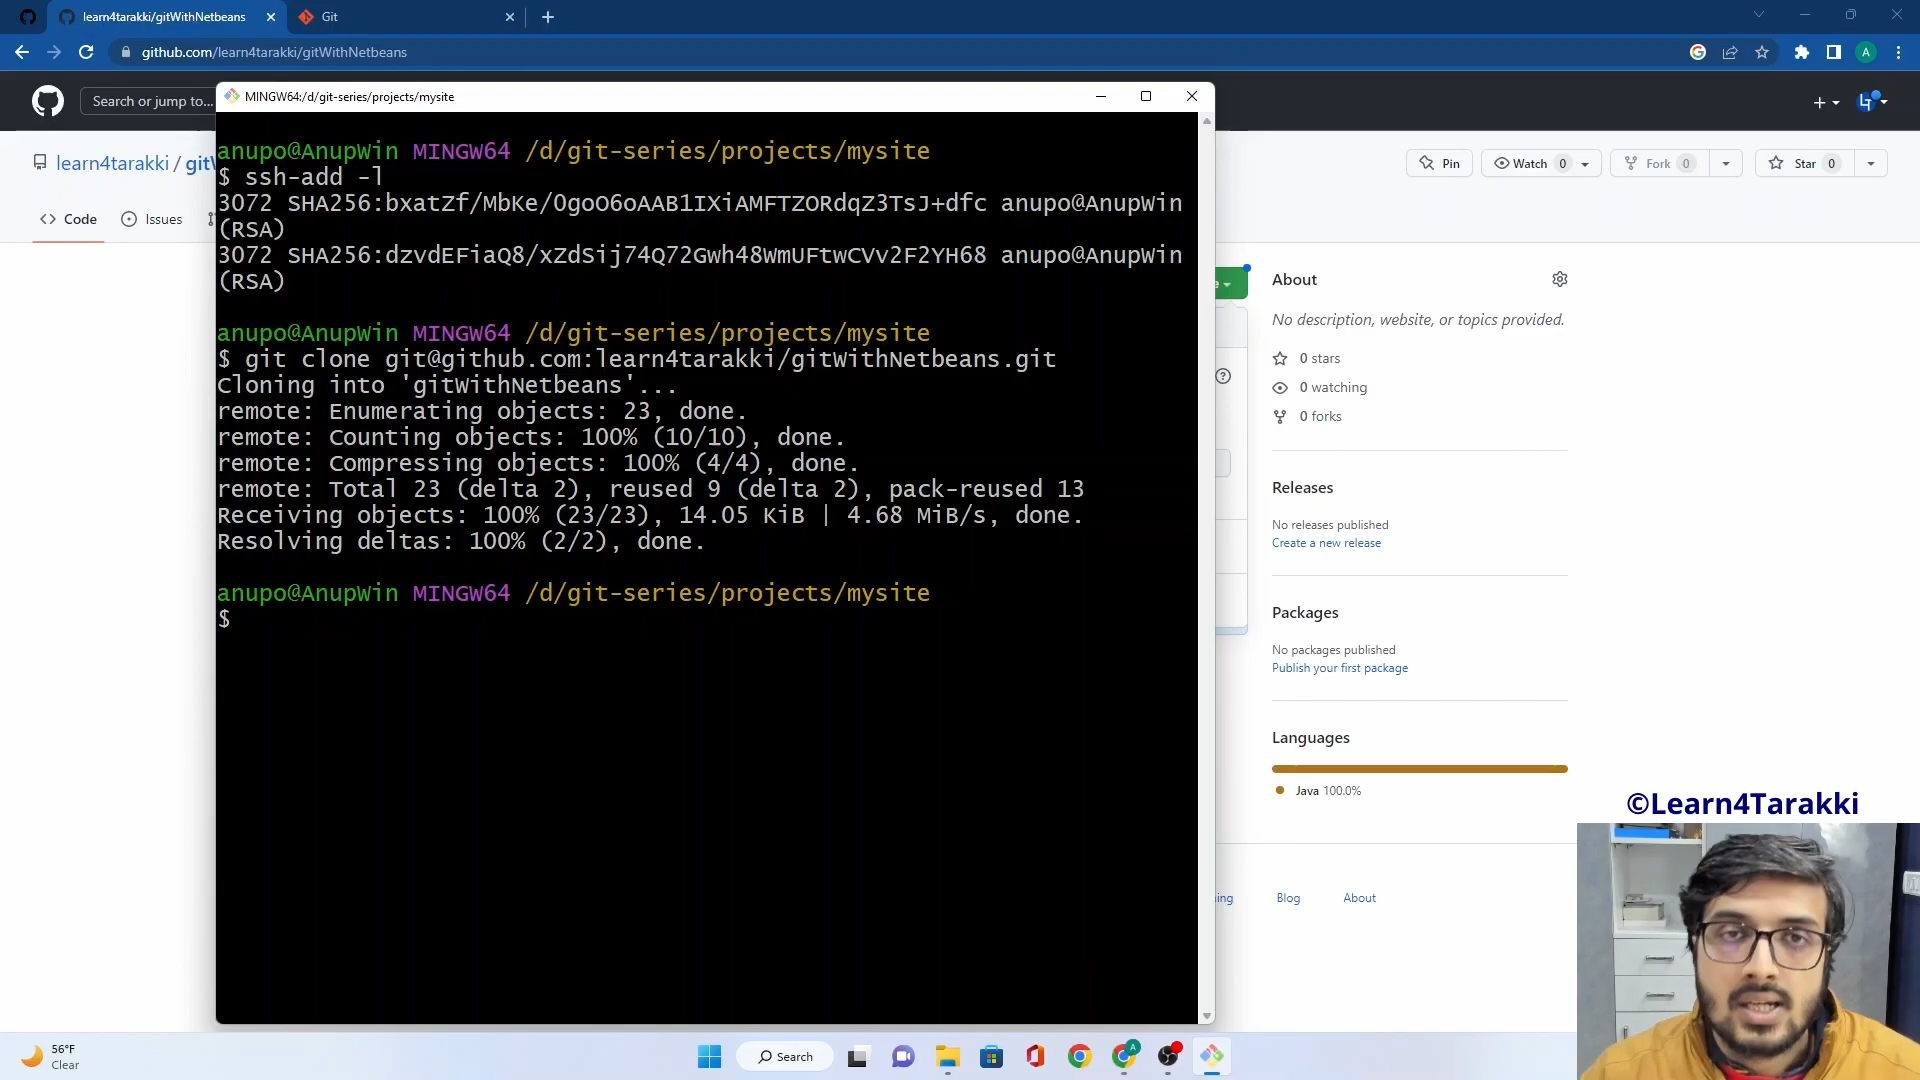 learn4tarakki/gitWithNetbeans
Git
github.com/learn4tarakki/gitWithNetbeans
A
Search or jump to...
MINGW64:/d/git-series/projects/mysite
learn4tarakki /
Pin
Watch 0
Fork 0
Star 0
Code
Issues
anupo@AnupWin MINGW64 /d/git-series/projects/mysite
$ ssh-add -l
3072 SHA256:bxatZf/MbKe/0goO6oAAB1IXiAMFTZORdqZ3TsJ+dfc anupo@AnupWin
(RSA)
3072 SHA256:dzvdEFiaQ8/xZdSij74Q72Gwh48WmUFtwCVv2F2YH68 anupo@AnupWin
(RSA)
anupo@AnupWin MINGW64 /d/git-series/projects/mysite
$ git clone git@github.com:learn4tarakki/gitWithNetbeans.git
Cloning into 'gitWithNetbeans'...
remote: Enumerating objects: 23, done.
remote: Counting objects: 100% (10/10), done.
remote: Compressing objects: 100% (4/4), done.
remote: Total 23 (delta 2), reused 9 (delta 2), pack-reused 13
Receiving objects: 100% (23/23), 14.05 KiB | 4.68 MiB/s, done.
Resolving deltas: 100% (2/2), done.
anupo@AnupWin MINGW64 /d/git-series/projects/mysite
$
About
No description, website, or topics provided.
0 stars
0 watching
0 forks
Releases
No releases published
Create a new release
Packages
No packages published
Publish your first package
Languages
Java 100.0%
Blog
About
©Learn4Tarakki
56°F
Clear
Search